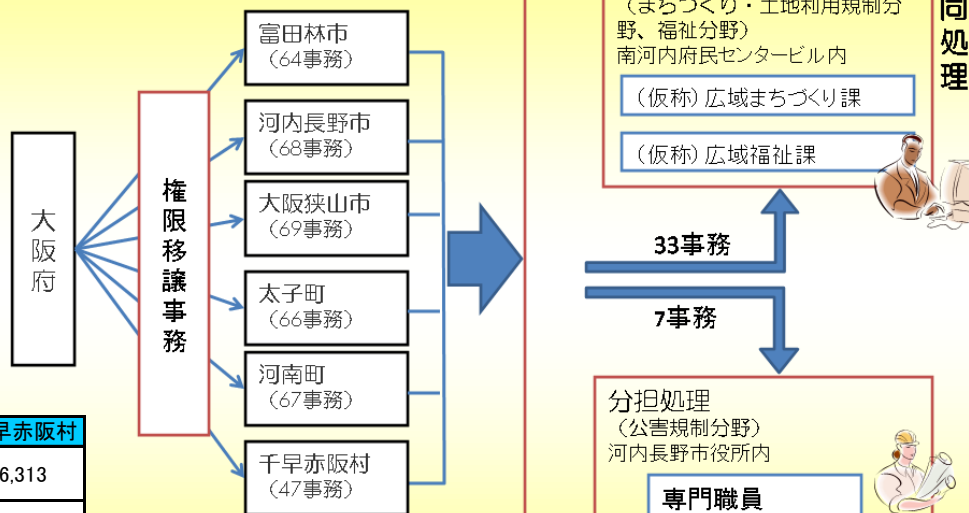 大阪府
権限移譲事務
富田林市
（64事務）
河内長野市
（68事務）
大阪狭山市
（69事務）
太子町
（66事務）
河南町
（67事務）
千早赤阪村
（47事務）
早赤阪村
6,313
（まちづくり・土地利用規制分
野、福祉分野）
南河内府民センタービル内
（仮称）広域まちづくり課
（仮称）広域福祉課
同処理
33事務
7事務
分担処理
（公害規制分野）
河内長野市役所内
専門職員